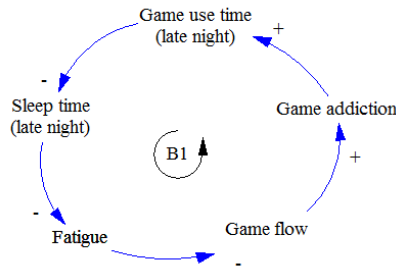 Game use time
(late night)
+
-
Sleep time
(late night)
Game addiction
B1
+
-
Game flow
Fatigue
-